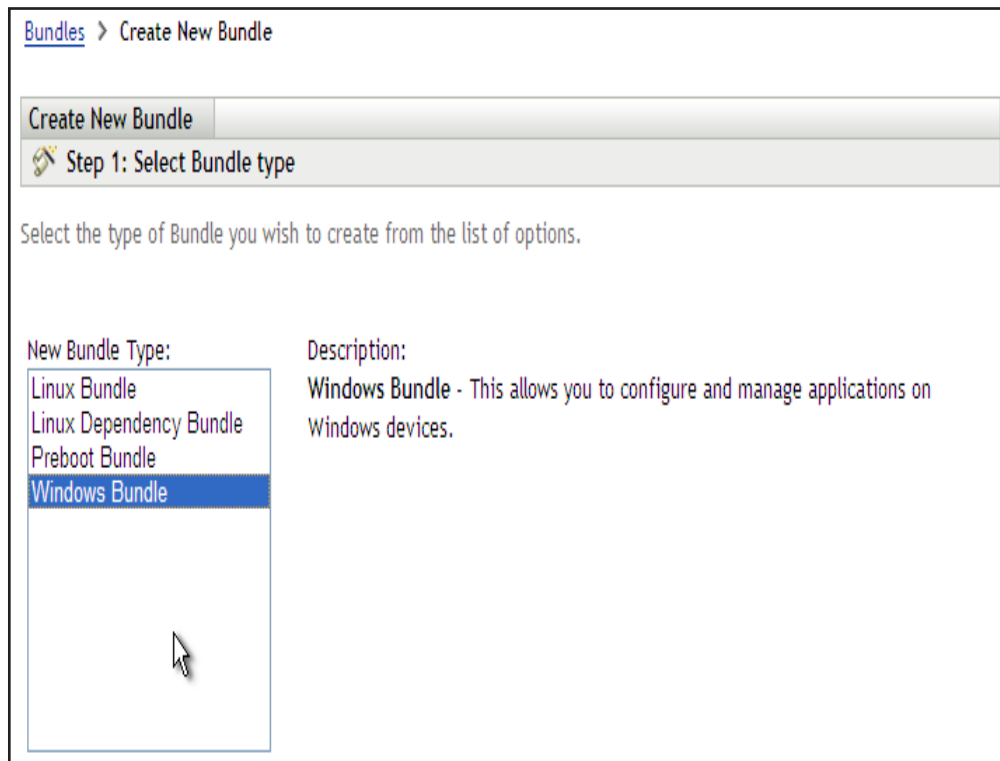 Bundles > Create New Bundle
Create New Bundle
Step 1: Select Bundle type
Select the type of Bundle you wish to create from the list of options.
New Bundle Type:
Linux Bundle
Linux Dependency Bundle
Preboot Bundle
Windows Bundle
Description:
Windows Bundle - This allows you to configure and manage applications on
Windows devices.